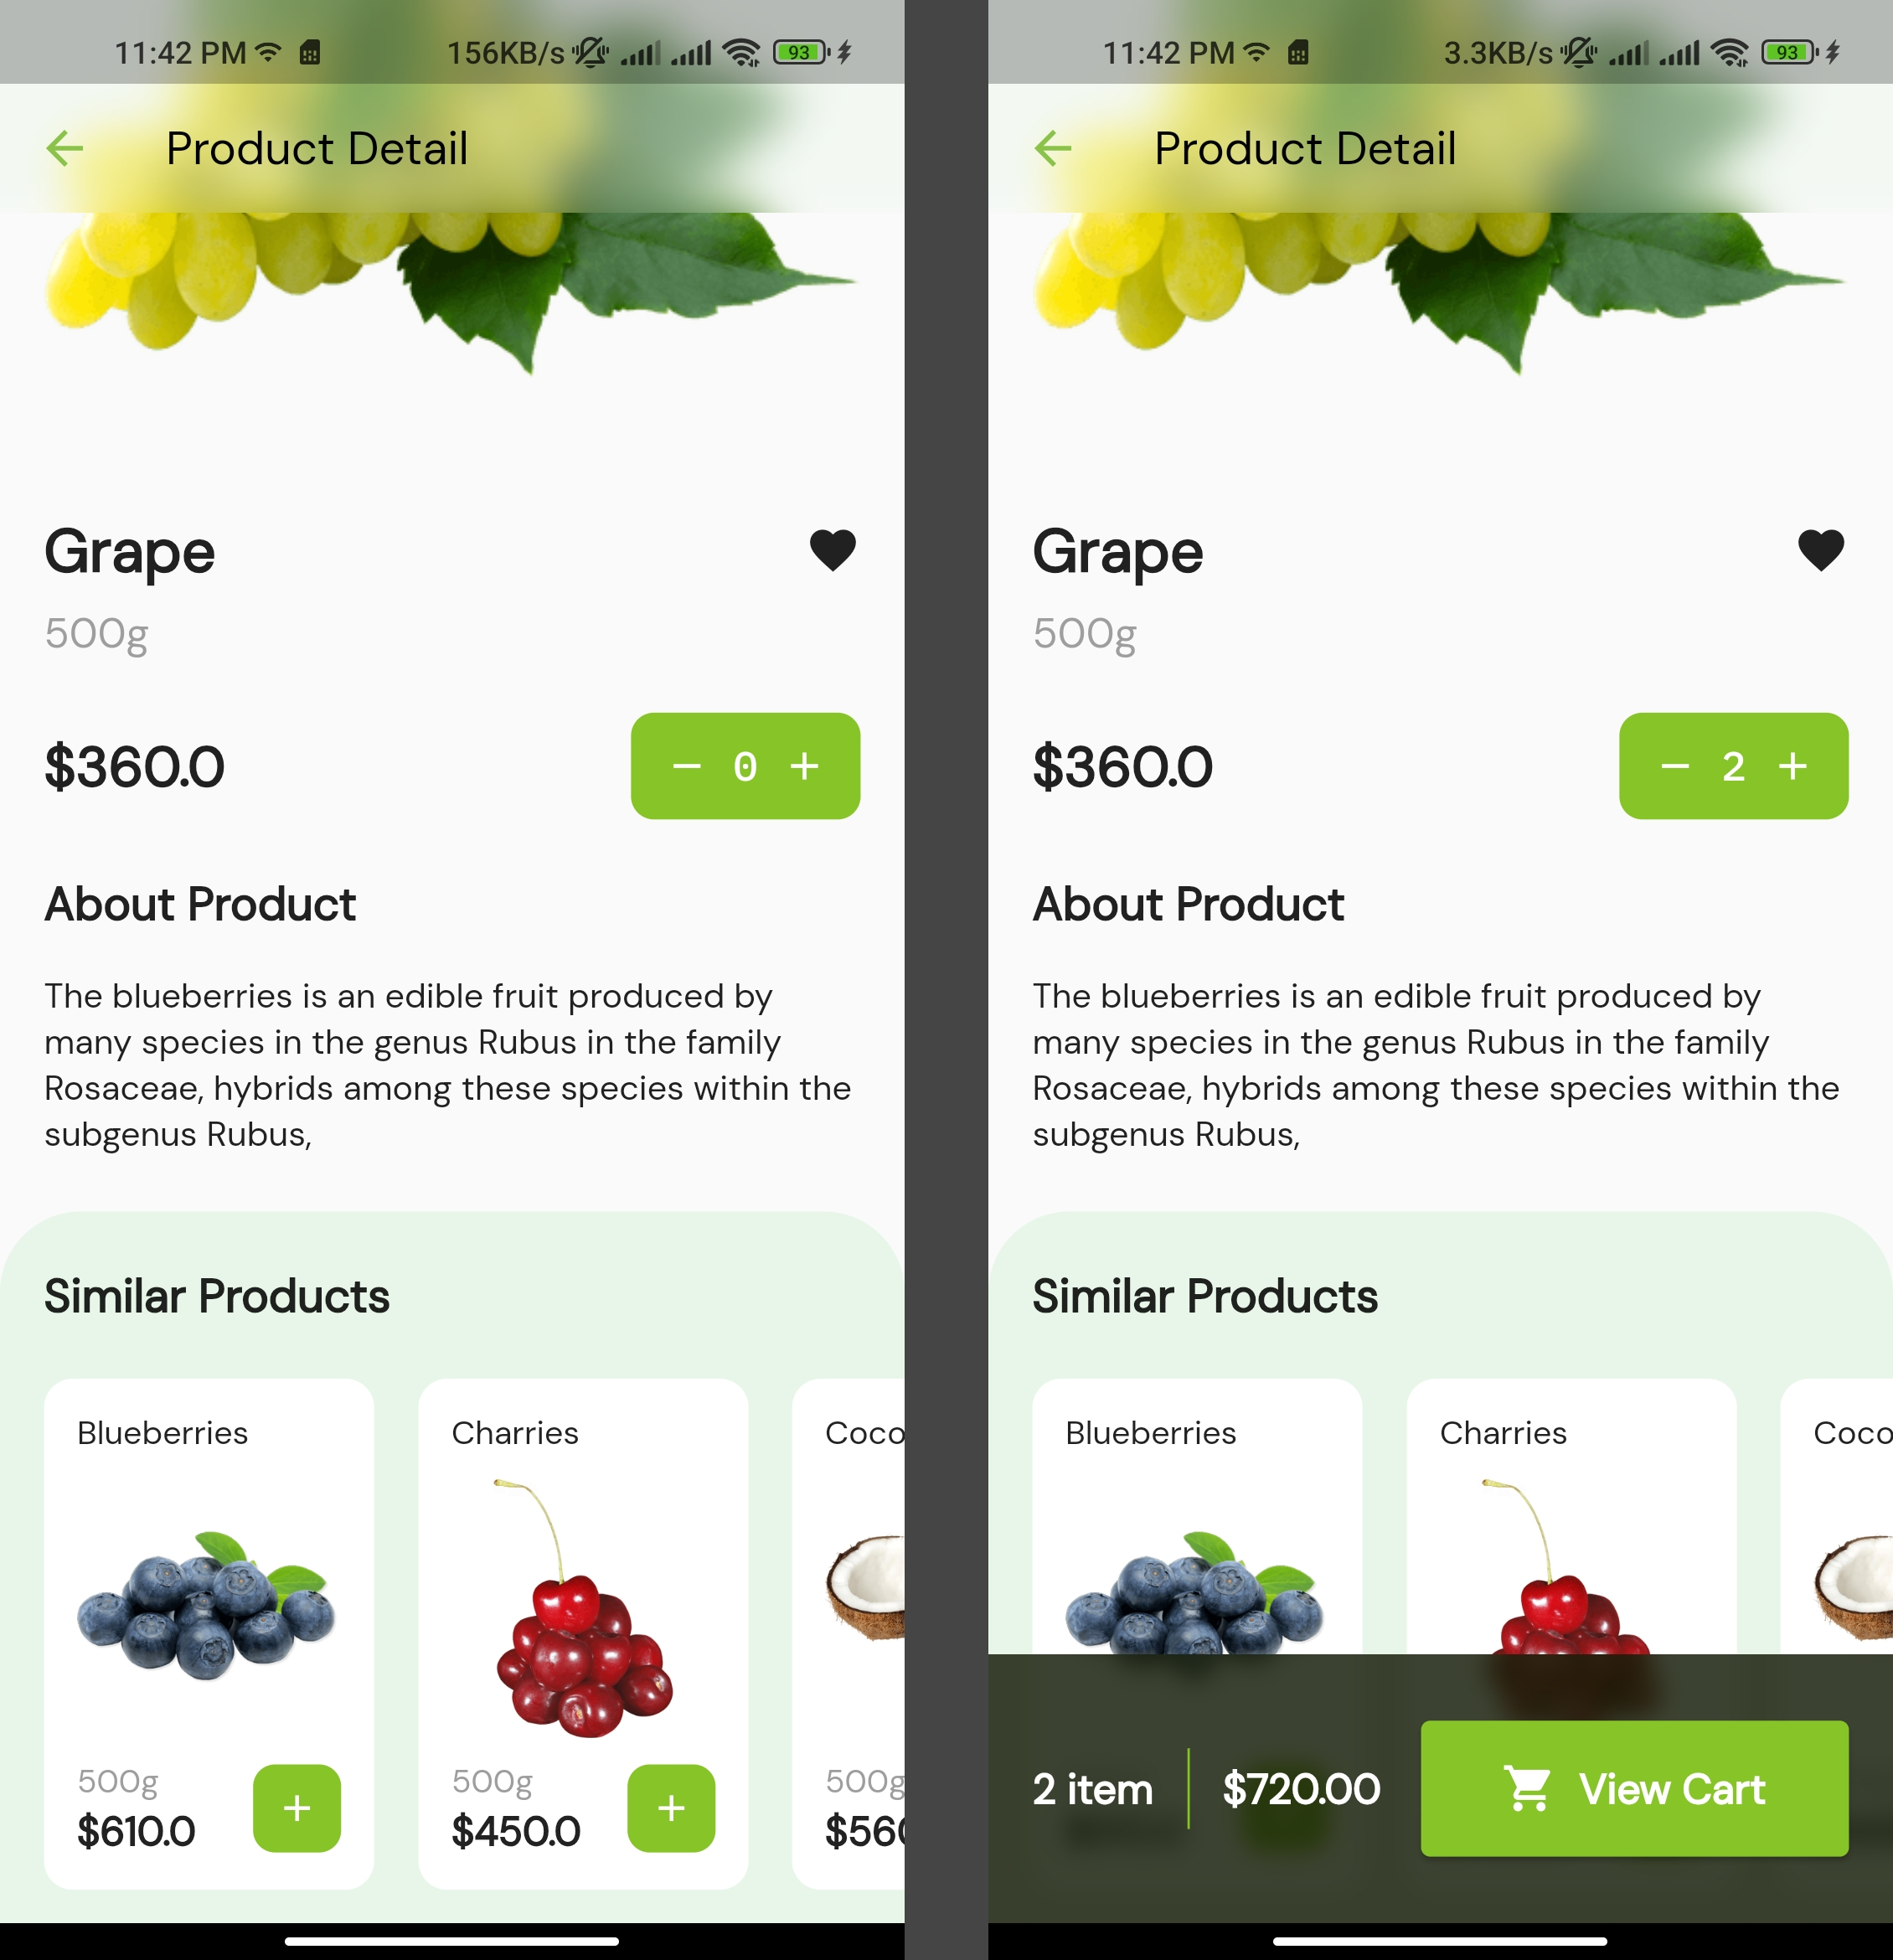 11:42 PM 156KB/s 93
Product Detail
Grape
500g
$360.0 − 0 +
About Product
The blueberries is an edible fruit produced by
many species in the genus Rubus in the family
Rosaceae, hybrids among these species within the
subgenus Rubus,
Similar Products
Blueberries Charries Coco
500g 500g 500g
$610.0 + $450.0 + $560
11:42 PM 3.3KB/s 93
Product Detail
Grape
500g
$360.0 − 2 +
About Product
The blueberries is an edible fruit produced by
many species in the genus Rubus in the family
Rosaceae, hybrids among these species within the
subgenus Rubus,
Similar Products
Blueberries Charries Coco
2 item $720.00 View Cart